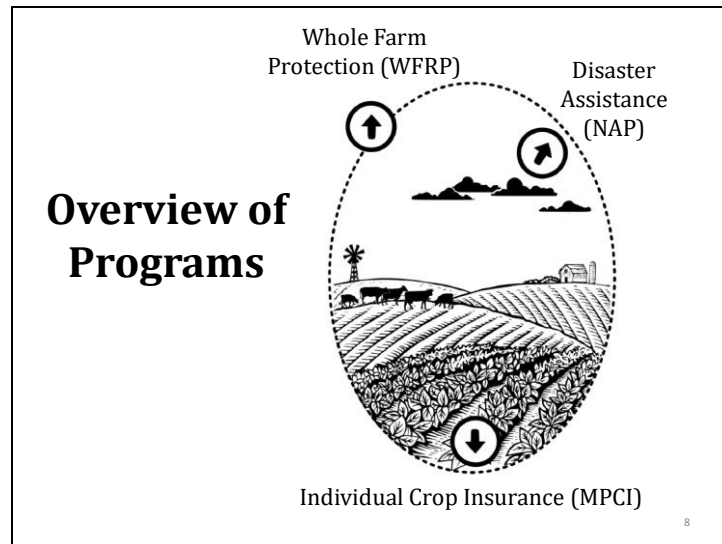 Whole Farm
Protection (WFRP)
Disaster
Assistance
(NAP)
Overview of
Programs
Individual Crop Insurance (MPCI)
8